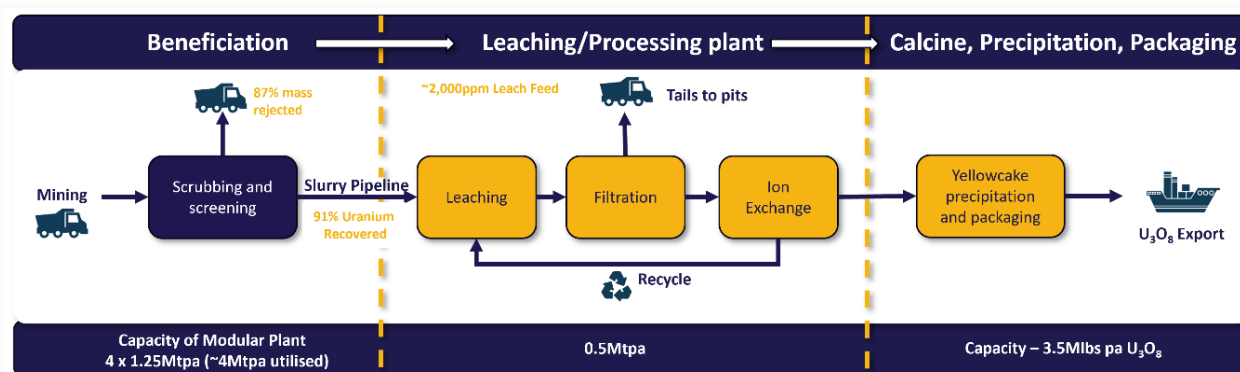 Beneficiation
Leaching/Processing plant
Calcine, Precipitation, Packaging
87% mass
rejected
~2,000ppm Leach Feed
Tails to pits
Mining
Scrubbing and
screening
Slurry Pipeline
91% Uranium
Recovered
Leaching
Filtration
Ion
Exchange
Recycle
Yellowcake
precipitation
and packaging
U₃O₈ Export
Capacity of Modular Plant
4 x 1.25Mtpa (~4Mtpa utilised)
0.5Mtpa
Capacity – 3.5Mlbs pa U₃O₈